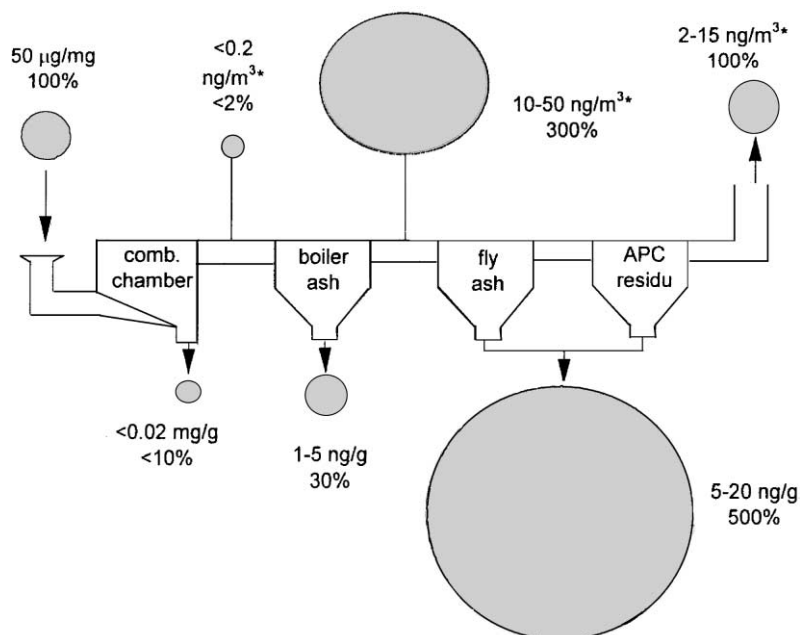 50 µg/mg
100%
<0.2
ng/m³*
<2%
10-50 ng/m³*
300%
2-15 ng/m³*
100%
comb.
chamber
boiler
ash
fly
ash
APC
residu
<0.02 mg/g
<10%
1-5 ng/g
30%
5-20 ng/g
500%